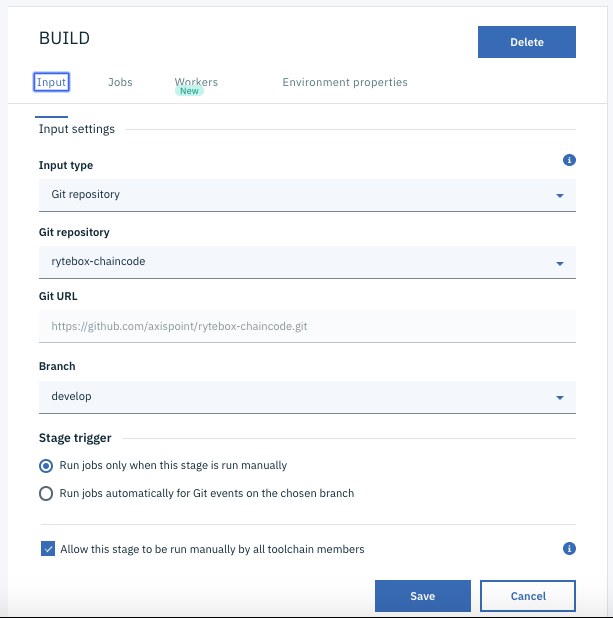 BUILD
Delete
Input
Jobs
Workers
New
Environment properties
Input settings
Input type
Git repository
Git repository
rytebox-chaincode
Git URL
https://github.com/axispoint/rytebox-chaincode.git
Branch
develop
Stage trigger
Run jobs only when this stage is run manually
Run jobs automatically for Git events on the chosen branch
Allow this stage to be run manually by all toolchain members
Save
Cancel